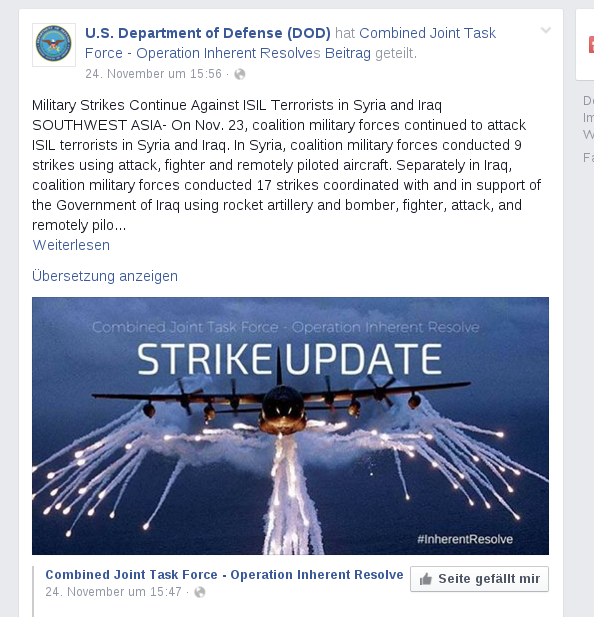 U.S. Department of Defense (DOD) hat Combined Joint Task
Force - Operation Inherent Resolves Beitrag geteilt.
24. November um 15:56 ·
Military Strikes Continue Against ISIL Terrorists in Syria and Iraq
SOUTHWEST ASIA- On Nov. 23, coalition military forces continued to attack
ISIL terrorists in Syria and Iraq. In Syria, coalition military forces conducted 9
strikes using attack, fighter and remotely piloted aircraft. Separately in Iraq,
coalition military forces conducted 17 strikes coordinated with and in support of
the Government of Iraq using rocket artillery and bomber, fighter, attack, and
remotely pilo...
Weiterlesen
Übersetzung anzeigen
Combined Joint Task Force - Operation Inherent Resolve
STRIKE UPDATE
#InherentResolve
Combined Joint Task Force - Operation Inherent Resolve
24. November um 15:47 ·
Seite gefällt mir